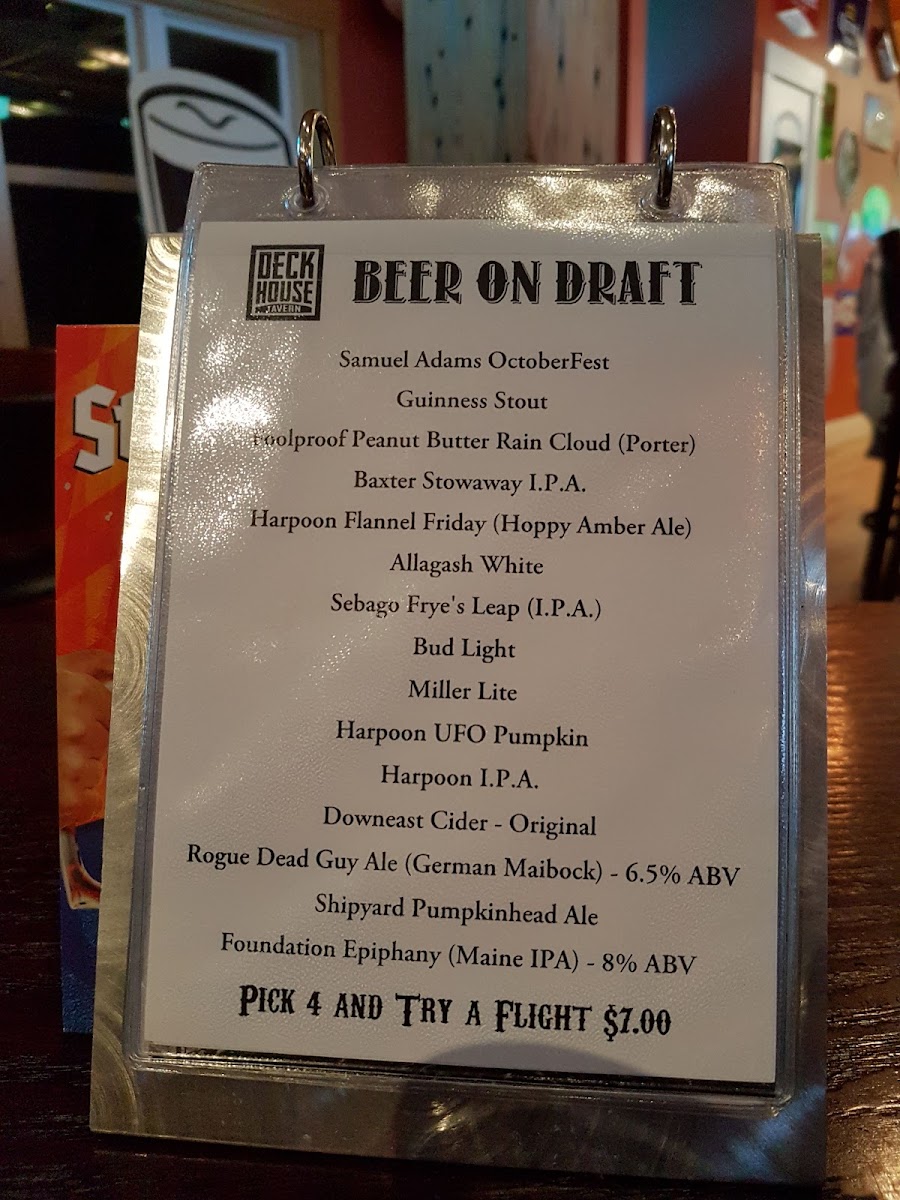 DECK
HOUSE
TAVERN
BEER ON DRAFT
Samuel Adams OctoberFest
Guinness Stout
Foolproof Peanut Butter Rain Cloud (Porter)
Baxter Stowaway I.P.A.
Harpoon Flannel Friday (Hoppy Amber Ale)
Allagash White
Sebago Frye's Leap (I.P.A.)
Bud Light
Miller Lite
Harpoon UFO Pumpkin
Harpoon I.P.A.
Downeast Cider - Original
Rogue Dead Guy Ale (German Maibock) - 6.5% ABV
Shipyard Pumpkinhead Ale
Foundation Epiphany (Maine IPA) - 8% ABV
PICK 4 AND TRY A FLIGHT $7.00